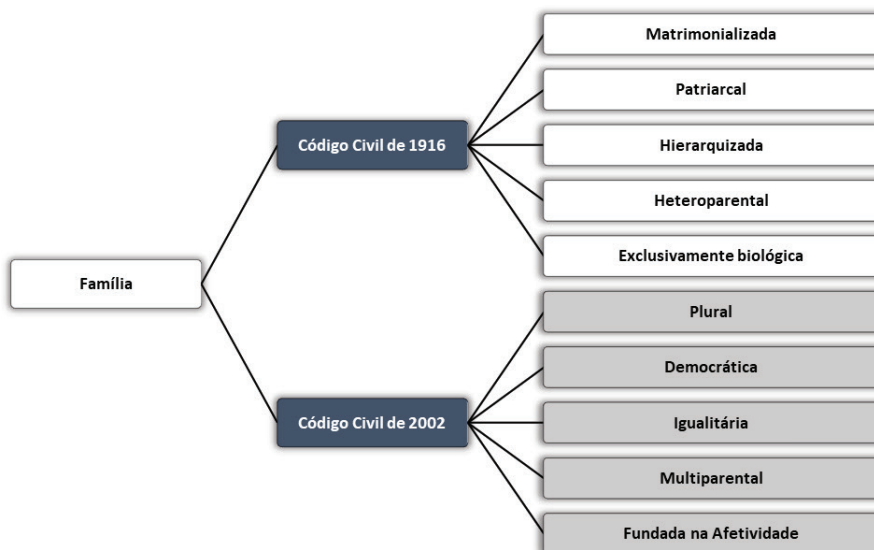 Família
Código Civil de 1916
Matrimonializada
Patriarcal
Hierarquizada
Heteroparental
Exclusivamente biológica
Código Civil de 2002
Plural
Democrática
Igualitária
Multiparental
Fundada na Afetividade